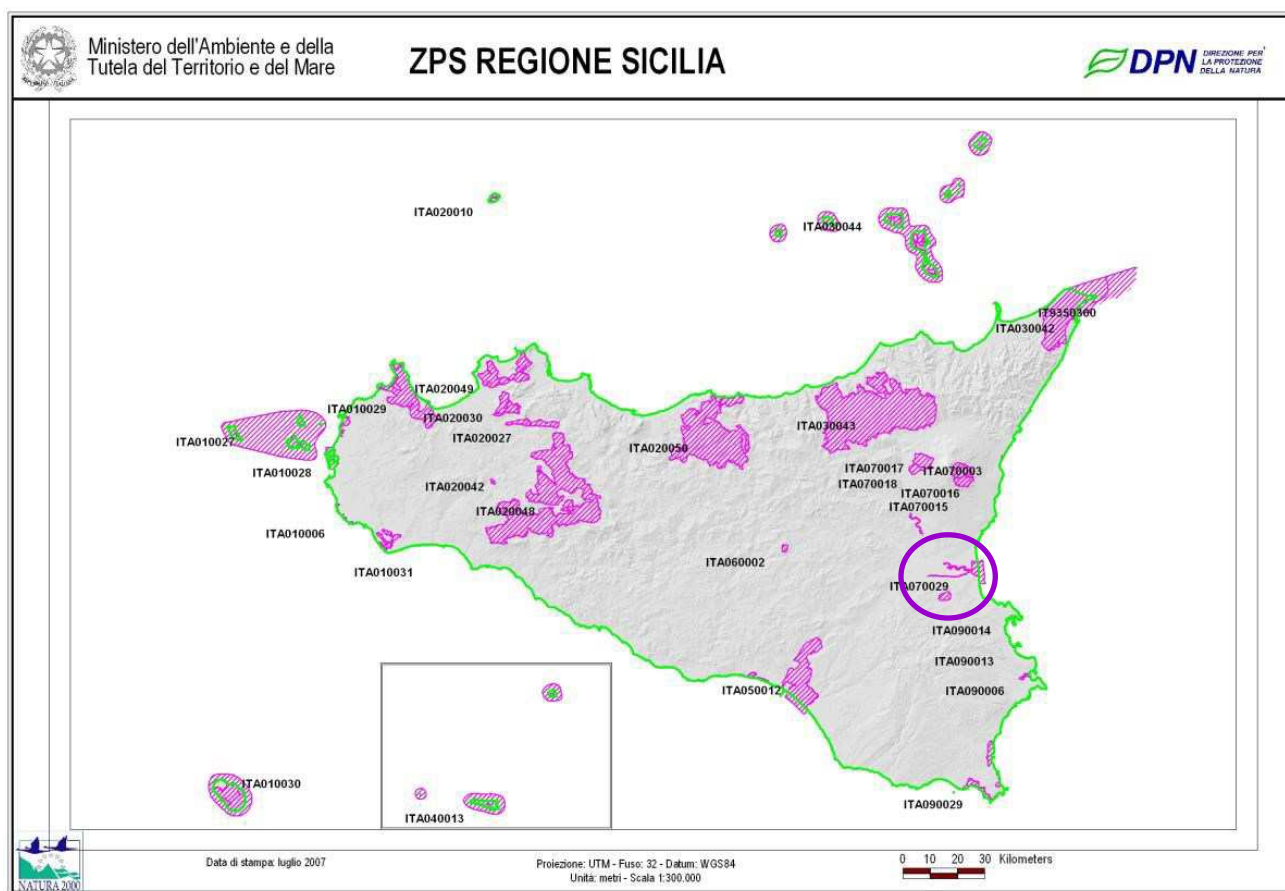 Ministero dell'Ambiente e della
Tutela del Territorio e del Mare
ZPS REGIONE SICILIA
DPN
DIREZIONE PER
LA PROTEZIONE
DELLA NATURA
ITA020010
ITA030044
IT9350300
ITA030042
ITA020049
ITA010029
ITA020030
ITA020027
ITA010027
ITA010028
ITA020050
ITA030043
ITA070017
ITA070003
ITA070018
ITA070016
ITA070015
ITA020042
ITA020048
ITA010006
ITA010031
ITA060002
ITA070029
ITA090014
ITA090013
ITA090006
ITA050012
ITA010030
ITA040013
ITA090029
NATURA 2000
Data di stampa: luglio 2007
Proiezione: UTM - Fuso: 32 - Datum: WGS84
Unità: metri - Scala 1:300.000
0 10 20 30 Kilometers